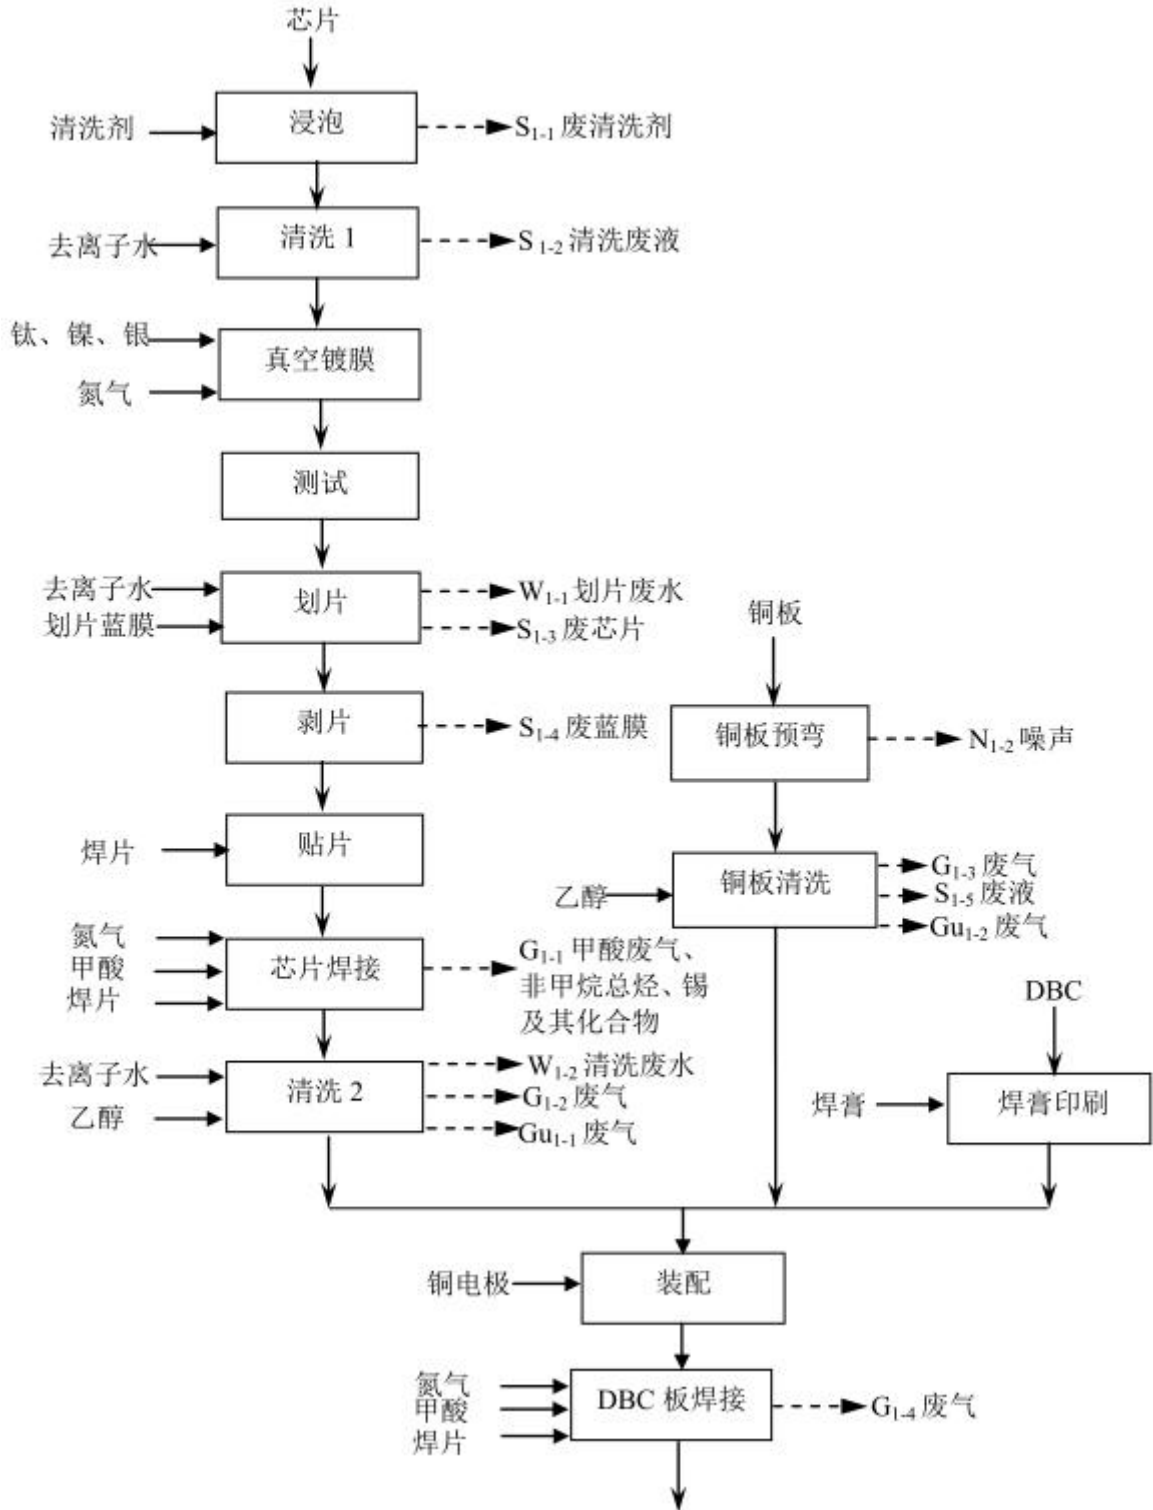 芯片
浸泡
清洗剂
S1-1 废清洗剂
清洗 1
去离子水
S1-2 清洗废液
钛、镍、银
真空镀膜
氮气
测试
去离子水
划片
W1-1 划片废水
划片蓝膜
S1-3 废芯片
铜板
剥片
S1-4 废蓝膜
铜板预弯
N1-2 噪声
焊片
贴片
铜板清洗
G1-3 废气
乙醇
S1-5 废液
Gu1-2 废气
氮气
甲酸
焊片
芯片焊接
G1-1 甲酸废气、
非甲烷总烃、锡
及其化合物
DBC
去离子水
乙醇
清洗 2
W1-2 清洗废水
G1-2 废气
Gu1-1 废气
焊膏
焊膏印刷
铜电极
装配
氮气
甲酸
焊片
DBC 板焊接
G1-4 废气